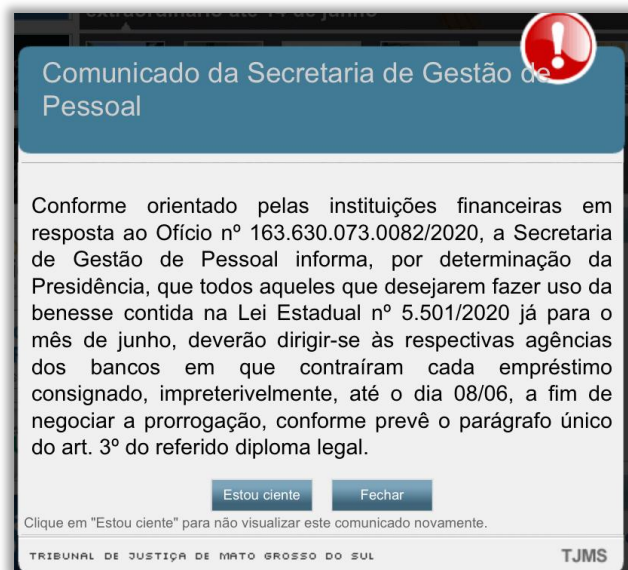 extraordinário até 14 de junho
Comunicado da Secretaria de Gestão de
Pessoal
Conforme orientado pelas instituições financeiras em
resposta ao Ofício nº 163.630.073.0082/2020, a Secretaria
de Gestão de Pessoal informa, por determinação da
Presidência, que todos aqueles que desejarem fazer uso da
benesse contida na Lei Estadual nº 5.501/2020 já para o
mês de junho, deverão dirigir-se às respectivas agências
dos bancos em que contraíram cada empréstimo
consignado, impreterivelmente, até o dia 08/06, a fim de
negociar a prorrogação, conforme prevê o parágrafo único
do art. 3º do referido diploma legal.
Estou ciente Fechar
Clique em "Estou ciente" para não visualizar este comunicado novamente.
TRIBUNAL DE JUSTIÇA DE MATO GROSSO DO SUL TJMS